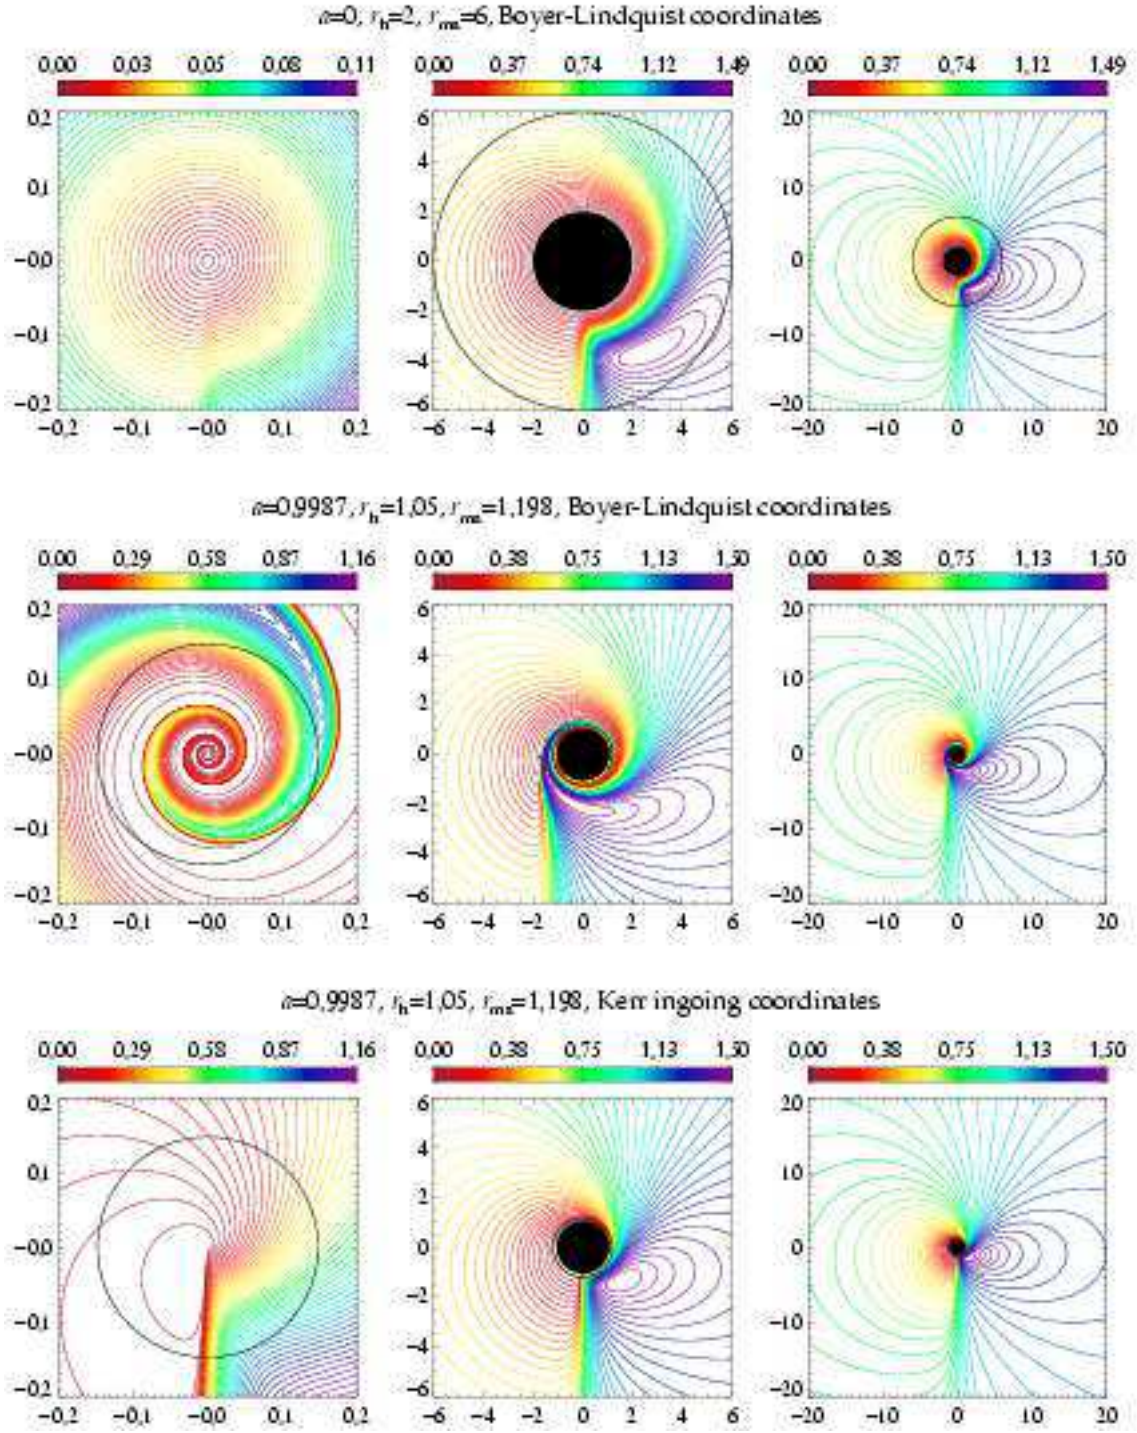 a=0, r_h=2, r_ms=6, Boyer-Lindquist coordinates
0,00 0,03 0,05 0,08 0,11
0,00 0,37 0,74 1,12 1,49
0,00 0,37 0,74 1,12 1,49
0,2
0,1
−0,0
−0,1
−0,2
−0,2 −0,1 −0,0 0,1 0,2
6
4
2
0
−2
−4
−6
−6 −4 −2 0 2 4 6
20
10
0
−10
−20
−20 −10 0 10 20
a=0,9987, r_h=1,05, r_ms=1,198, Boyer-Lindquist coordinates
0,00 0,29 0,58 0,87 1,16
0,00 0,38 0,75 1,13 1,50
0,00 0,38 0,75 1,13 1,50
0,2
0,1
−0,0
−0,1
−0,2
−0,2 −0,1 −0,0 0,1 0,2
6
4
2
0
−2
−4
−6
−6 −4 −2 0 2 4 6
20
10
0
−10
−20
−20 −10 0 10 20
a=0,9987, r_h=1,05, r_ms=1,198, Kerr ingoing coordinates
0,00 0,29 0,58 0,87 1,16
0,00 0,38 0,75 1,13 1,50
0,00 0,38 0,75 1,13 1,50
0,2
0,1
−0,0
−0,1
−0,2
−0,2 −0,1 −0,0 0,1 0,2
6
4
2
0
−2
−4
−6
−6 −4 −2 0 2 4 6
20
10
0
−10
−20
−20 −10 0 10 20